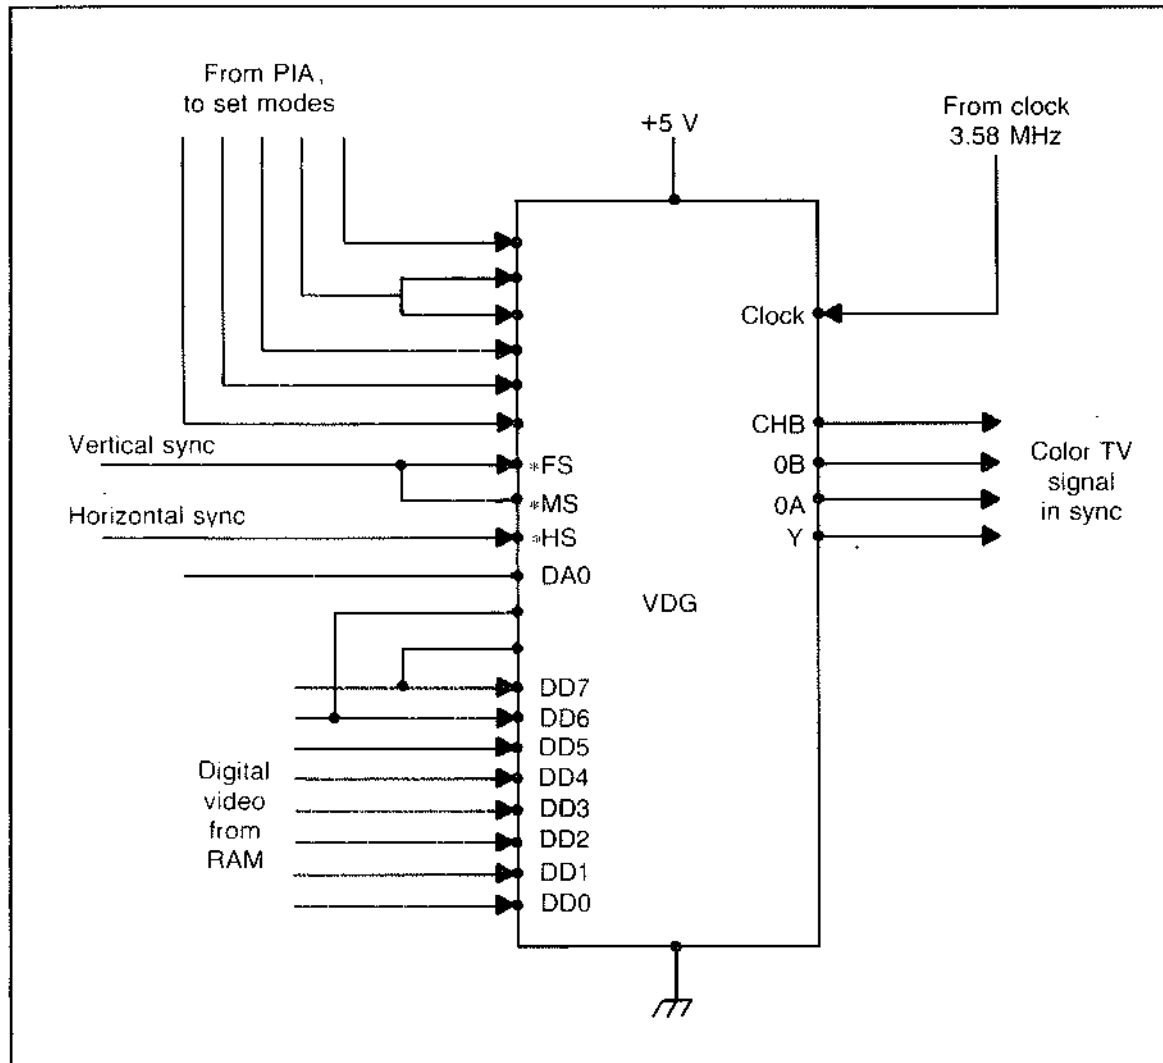 From PIA,
to set modes
+5 V
From clock
3.58 MHz
Clock
CHB
0B
0A
Y
Color TV
signal
in sync
Vertical sync
Horizontal sync
*FS
*MS
*HS
DA0
VDG
DD7
DD6
DD5
DD4
DD3
DD2
DD1
DD0
Digital
video
from
RAM